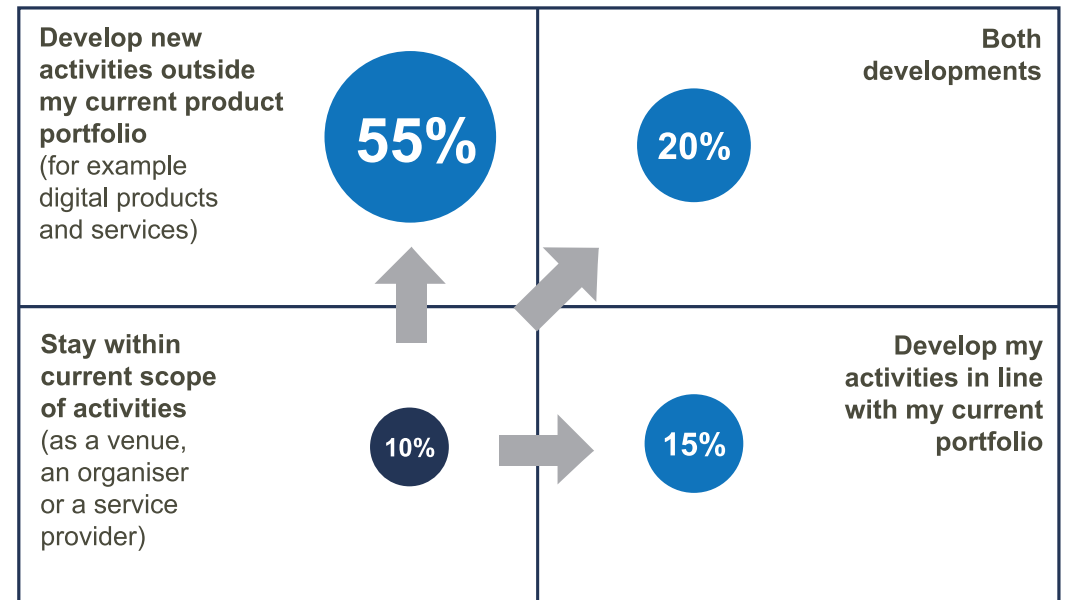 Develop new
activities outside
my current product
portfolio
(for example
digital products
and services)
55%
Both
developments
20%
Stay within
current scope
of activities
(as a venue,
an organiser
or a service
provider)
10%
Develop my
activities in line
with my current
portfolio
15%